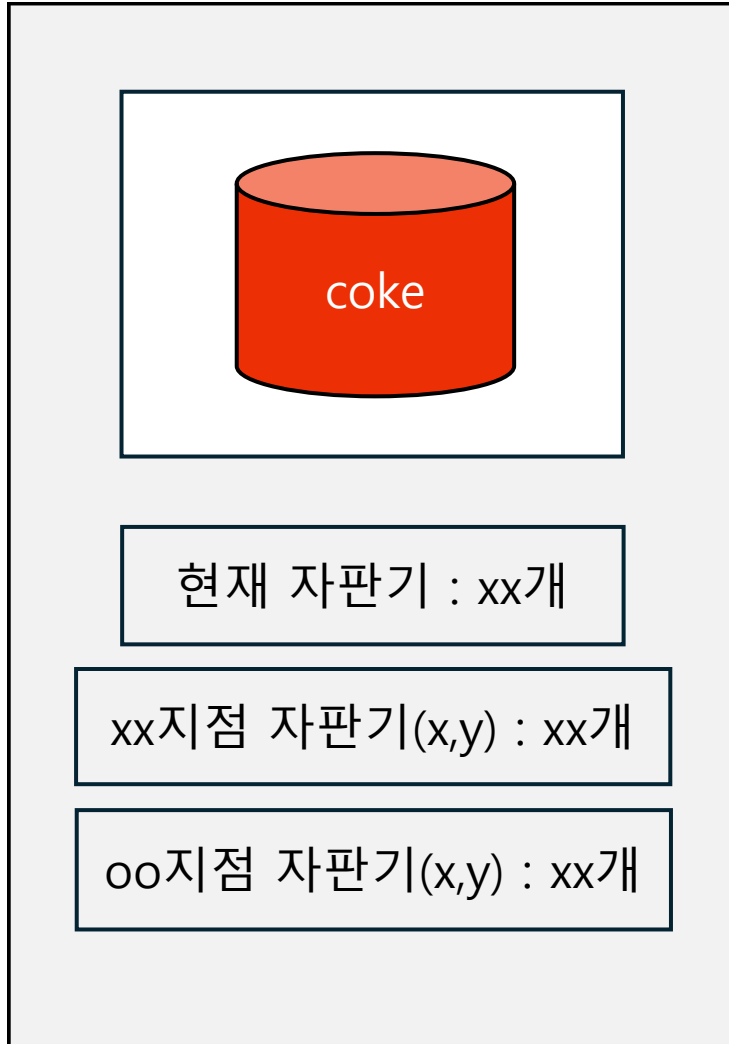 coke
현재 자판기 : xx개
xx지점 자판기(x,y) : xx개
oo지점 자판기(x,y) : xx개